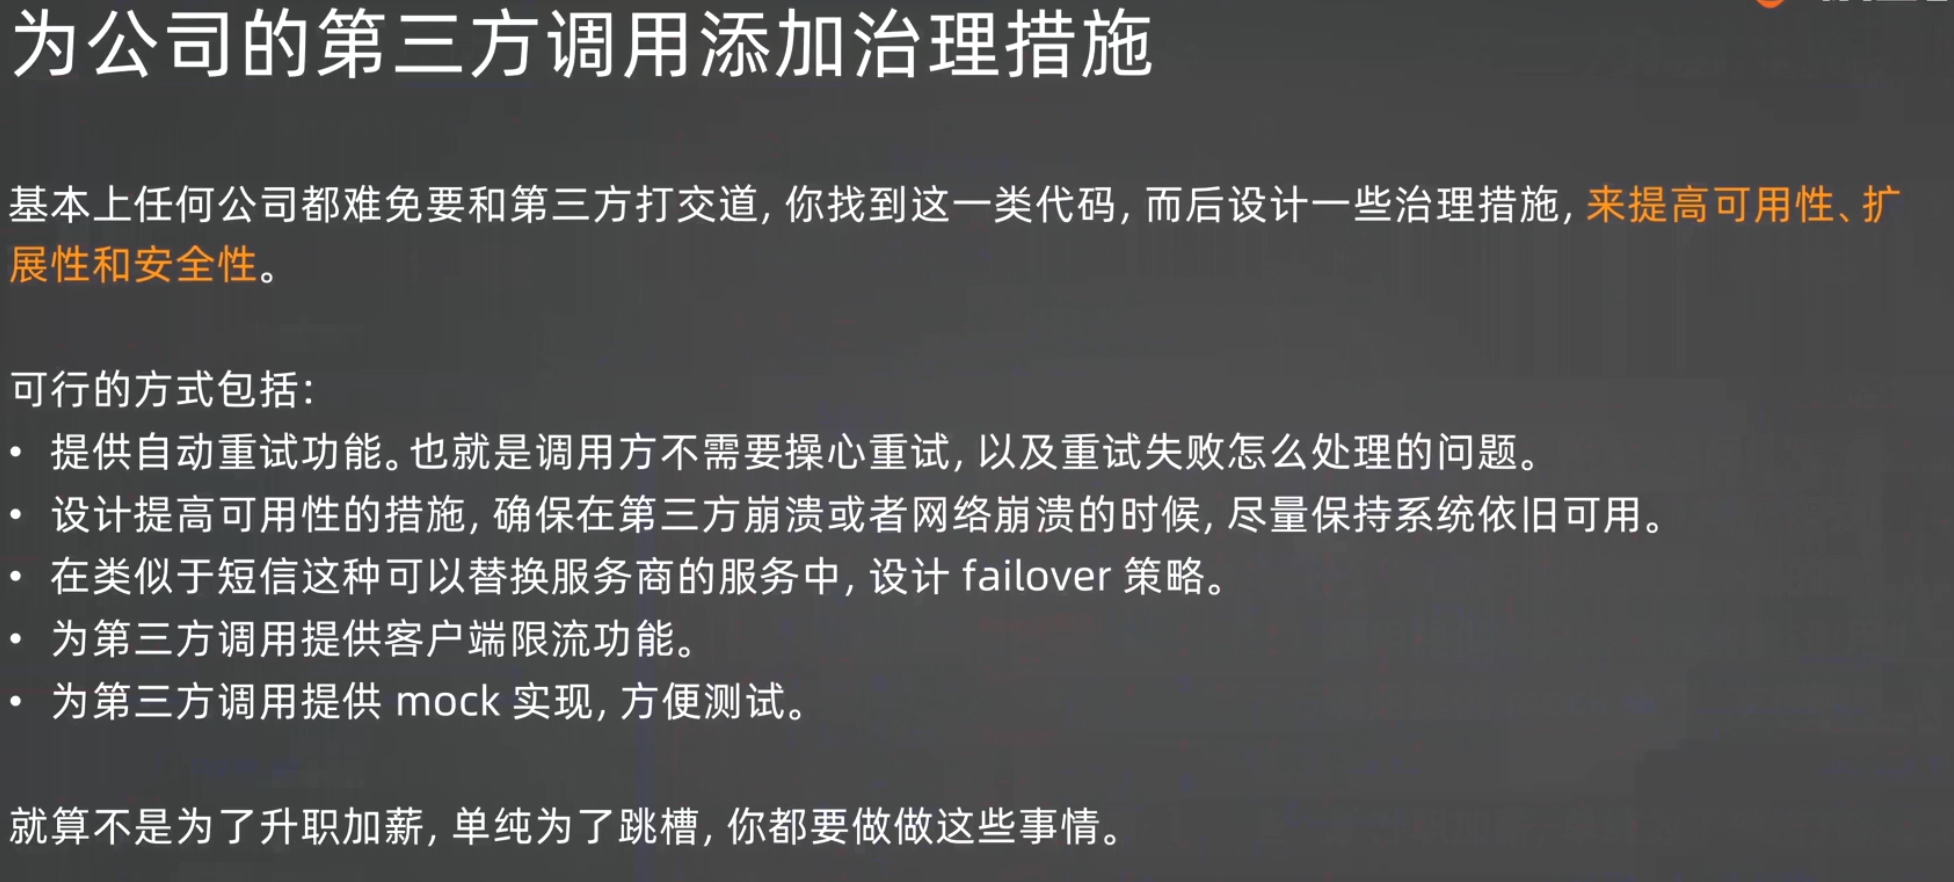 为公司的第三方调用添加治理措施
基本上任何公司都难免要和第三方打交道, 你找到这一类代码, 而后设计一些治理措施, 来提高可用性、扩
展性和安全性。
可行的方式包括:
• 提供自动重试功能。也就是调用方不需要操心重试, 以及重试失败怎么处理的问题。
• 设计提高可用性的措施, 确保在第三方崩溃或者网络崩溃的时候, 尽量保持系统依旧可用。
• 在类似于短信这种可以替换服务商的服务中, 设计 failover 策略。
• 为第三方调用提供客户端限流功能。
• 为第三方调用提供 mock 实现, 方便测试。
就算不是为了升职加薪, 单纯为了跳槽, 你都要做做这些事情。